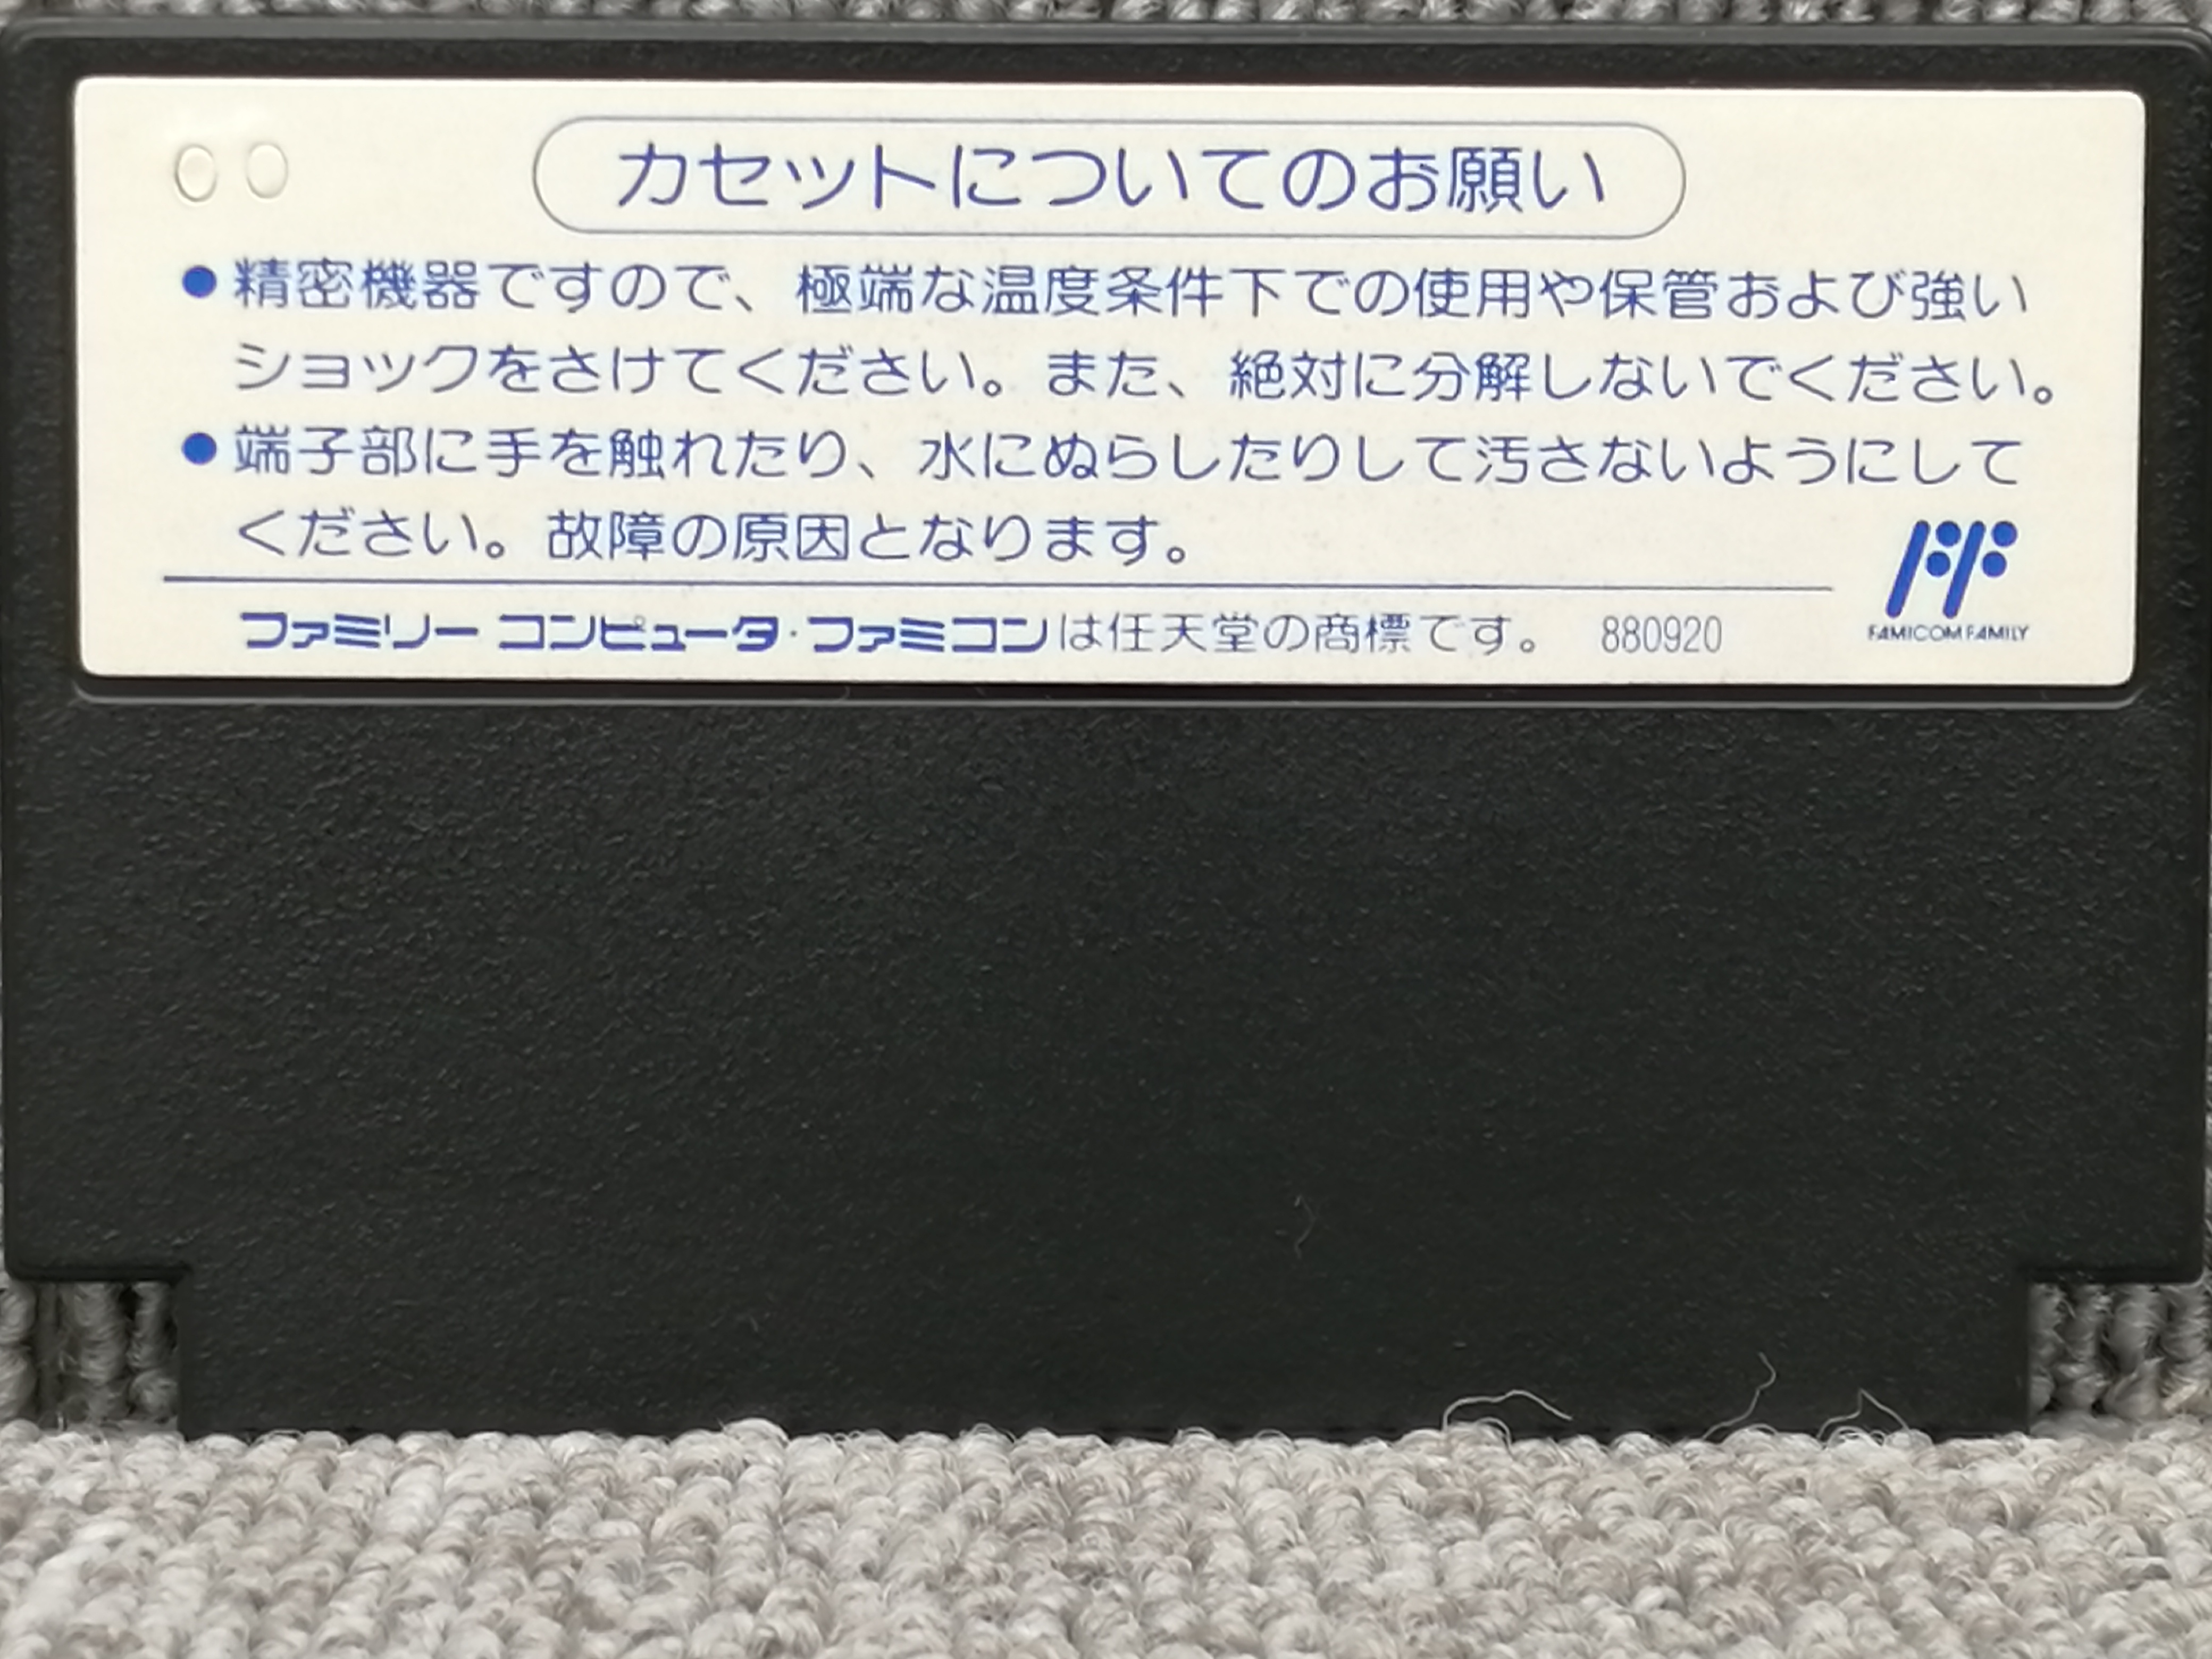 カセットについてのお願い
●精密機器ですので、極端な温度条件下での使用や保管および強い
ショックをさけてください。また、絶対に分解しないでください。
●端子部に手を触れたり、水にぬらしたりして汚さないようにして
ください。故障の原因となります。
ファミリー コンピュータ・ファミコンは任天堂の商標です。 880920
FAMICOM FAMILY